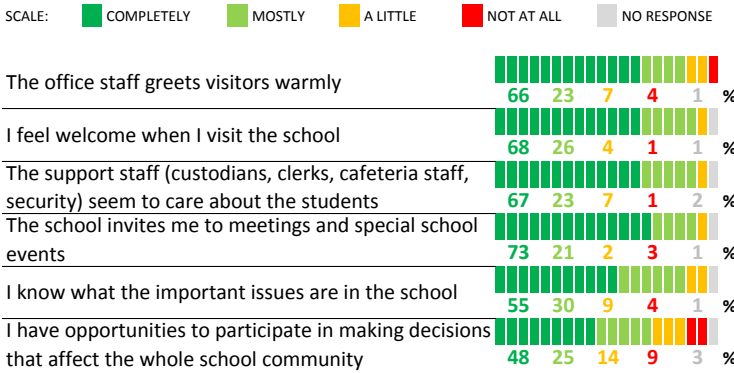 SCALE: COMPLETELY MOSTLY A LITTLE NOT AT ALL NO RESPONSE
The office staff greets visitors warmly
66 23 7 4 1 %
I feel welcome when I visit the school
68 26 4 1 1 %
The support staff (custodians, clerks, cafeteria staff,
security) seem to care about the students
67 23 7 1 2 %
The school invites me to meetings and special school
events
73 21 2 3 1 %
I know what the important issues are in the school
55 30 9 4 1 %
I have opportunities to participate in making decisions
that affect the whole school community
48 25 14 9 3 %